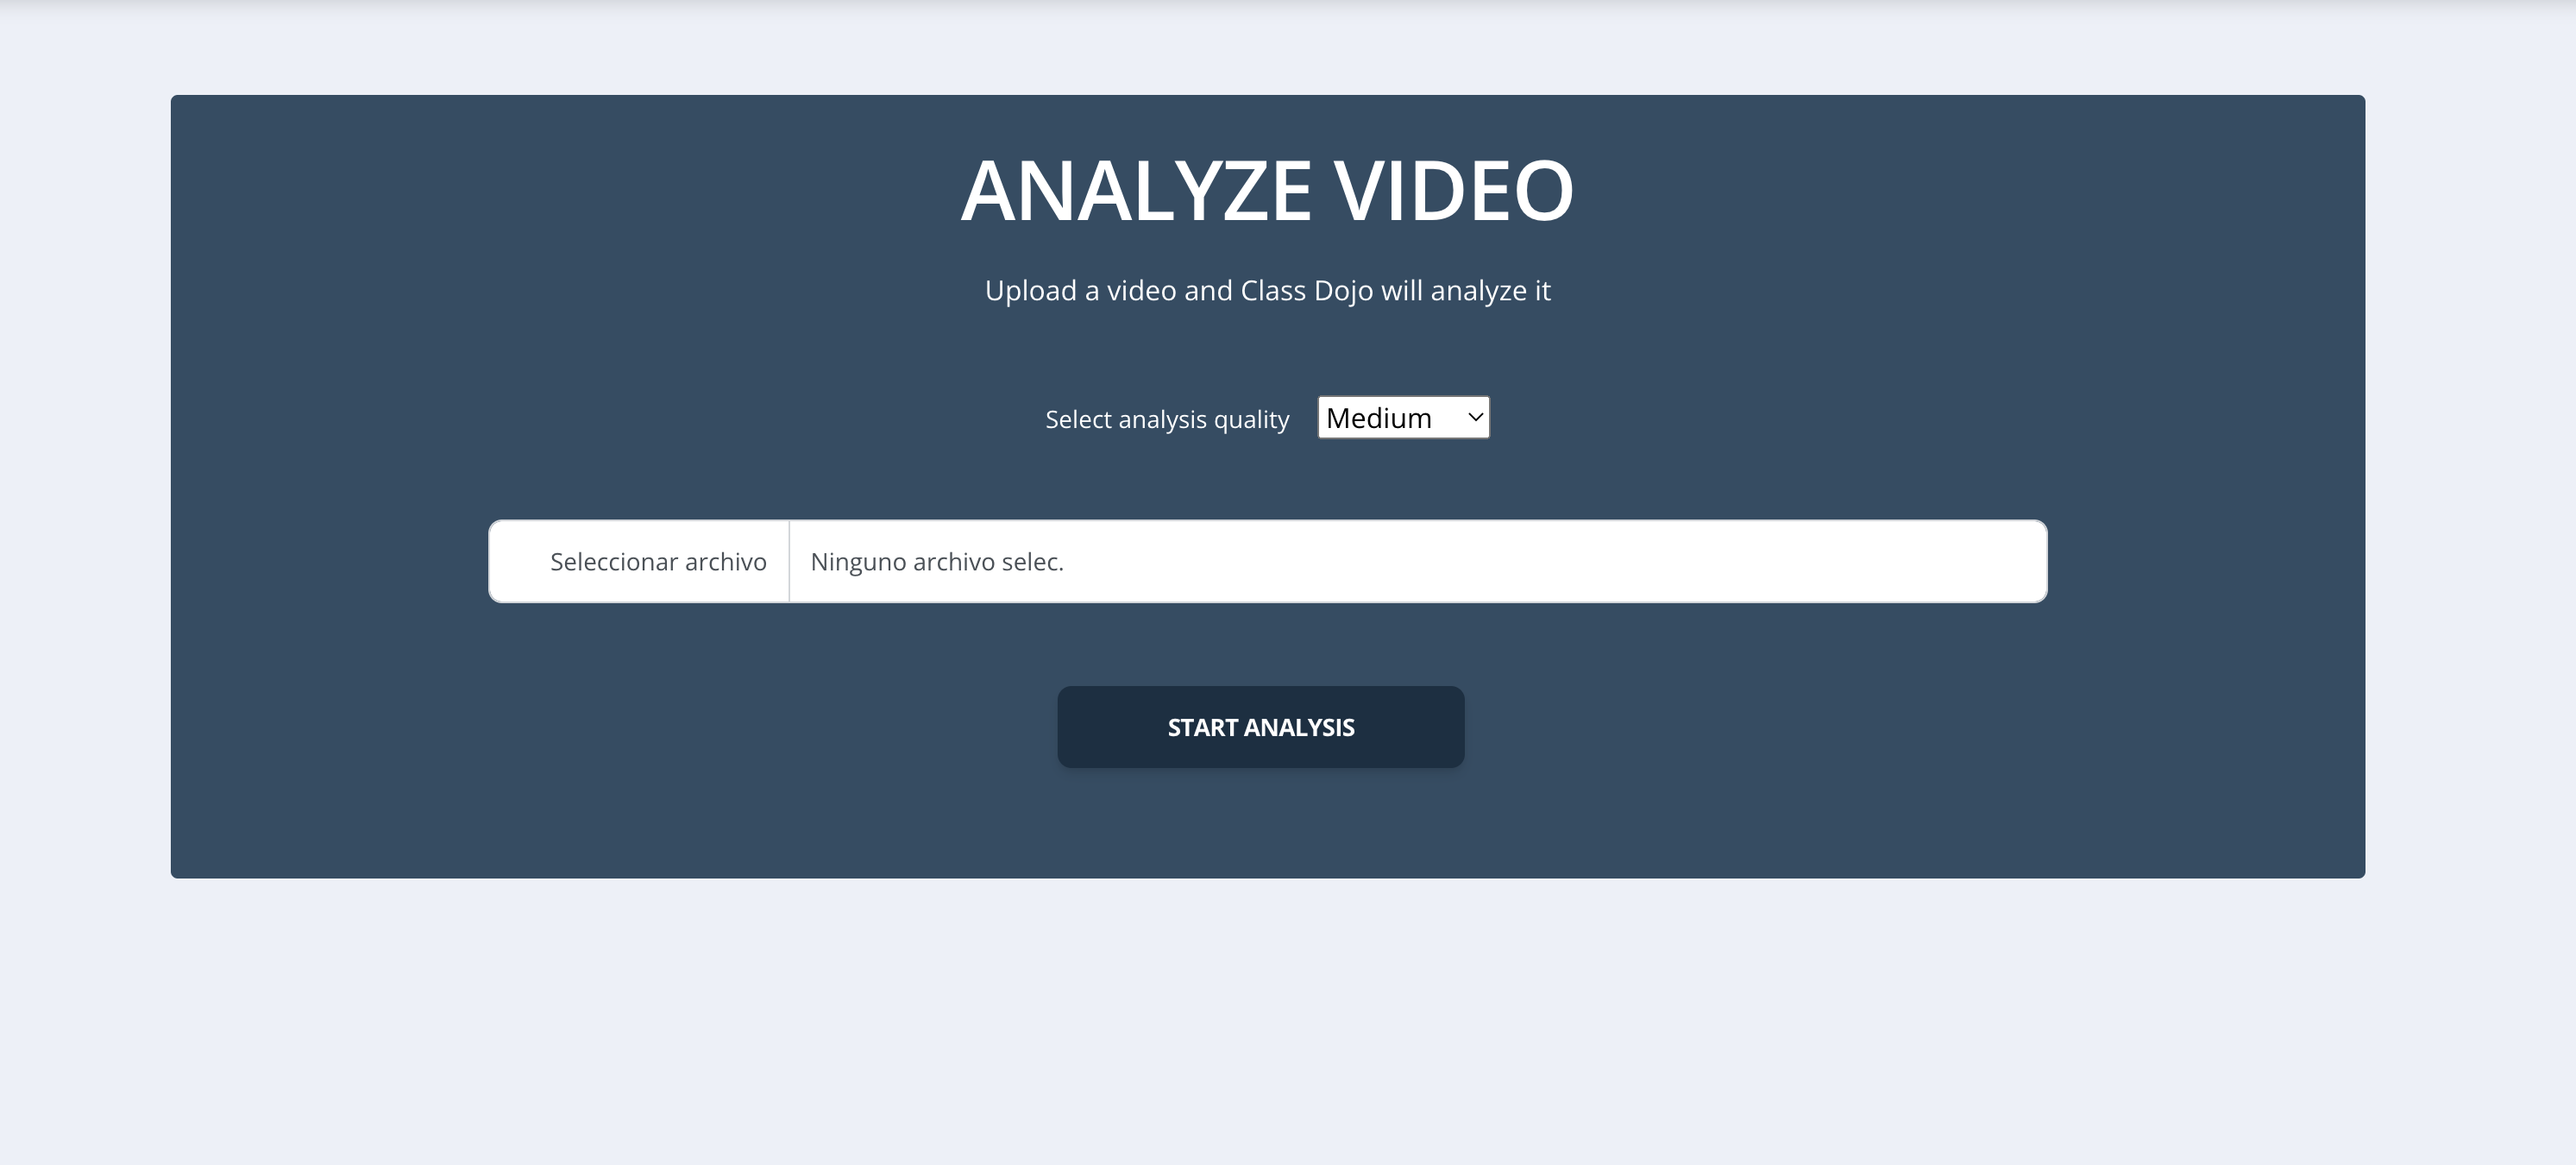 ANALYZE VIDEO
Upload a video and Class Dojo will analyze it
Select analysis quality Medium
Seleccionar archivo Ninguno archivo selec.
START ANALYSIS